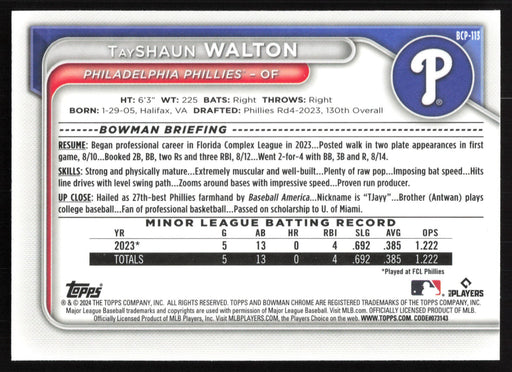 BCP-113
TAYSHAUN WALTON
PHILADELPHIA PHILLIES® – OF
P
HT: 6'3" WT: 225 BATS: Right THROWS: Right
BORN: 1-29-05, Halifax, VA DRAFTED: Phillies Rd4-2023, 130th Overall
BOWMAN BRIEFING
RESUME: Began professional career in Florida Complex League in 2023...Posted walk in two plate appearances in first
game, 8/10...Booked 2B, BB, two Rs and three RBI, 8/12...Went 2-for-4 with BB, 3B and R, 8/14.
SKILLS: Strong and physically mature...Extremely muscular and well-built...Plenty of raw pop...Imposing bat speed...Hits
line drives with level swing path...Zooms around bases with impressive speed...Proven run producer.
UP CLOSE: Hailed as 27th-best Phillies farmhand by Baseball America...Nickname is "TJayy"...Brother (Antwan) plays
college baseball...Fan of professional basketball...Passed on scholarship to U. of Miami.
MINOR LEAGUE BATTING RECORD
YR G AB HR RBI SLG AVG OPS
2023* 5 13 0 4 .692 .385 1.222
TOTALS 5 13 0 4 .692 .385 1.222
*Played at FCL Phillies
Topps
MLB PLAYERS
® & © 2024 THE TOPPS COMPANY, INC. ALL RIGHTS RESERVED. TOPPS AND BOWMAN CHROME ARE REGISTERED TRADEMARKS OF THE TOPPS COMPANY, INC.
Major League Baseball trademarks and copyrights are used with permission of Major League Baseball. Visit MLB.com. OFFICIALLY LICENSED PRODUCT OF MLB
Officially Licensed Product of MLB Players, Inc. Visit MLBPLAYERS.com, the Players Choice on the web. WWW.TOPPS.COM. CODE#073143